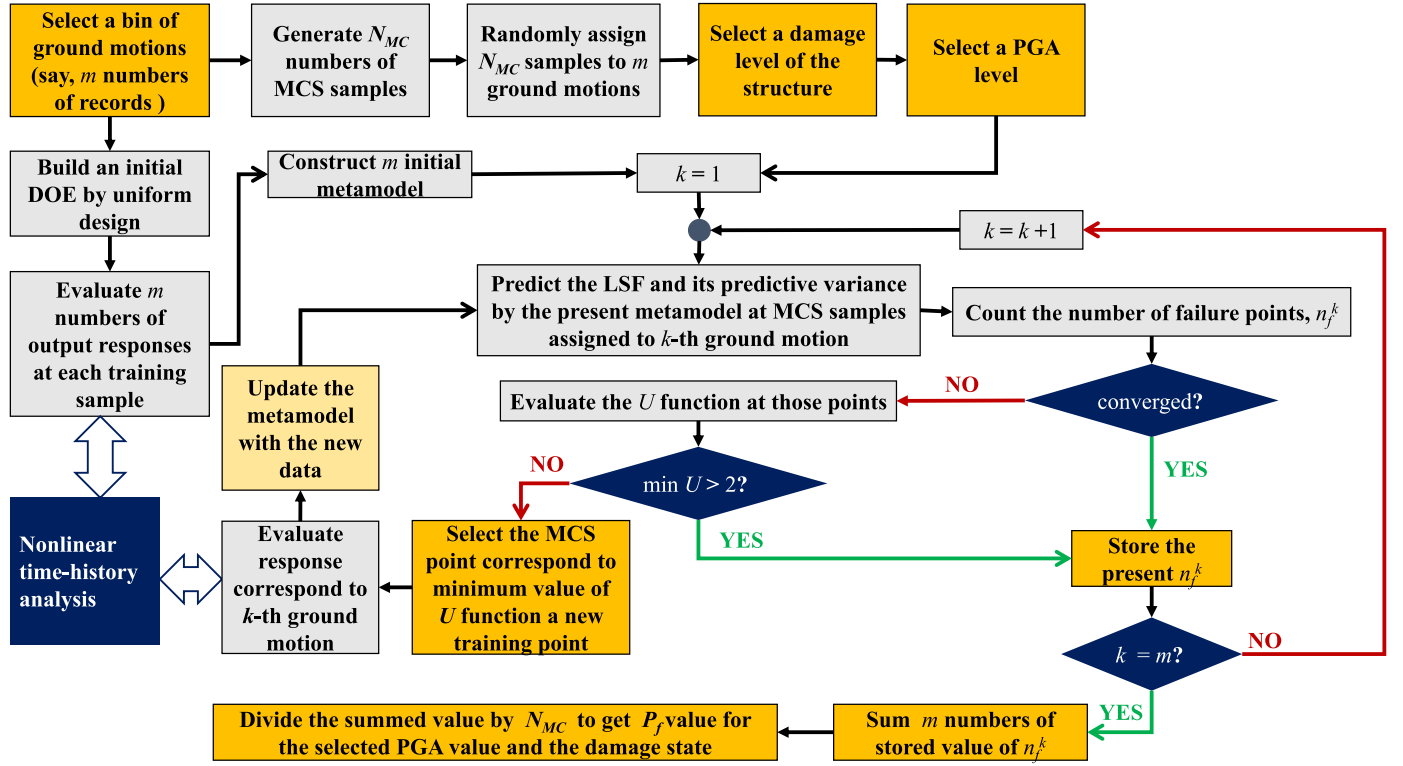 Select a bin of
ground motions
(say, m numbers
of records )
Generate N_MC
numbers of
MCS samples
Randomly assign
N_MC samples to m
ground motions
Select a damage
level of the
structure
Select a PGA
level
Build an initial
DOE by uniform
design
Construct m initial
metamodel
k = 1
k = k +1
Evaluate m
numbers of
output responses
at each training
sample
Predict the LSF and its predictive variance
by the present metamodel at MCS samples
assigned to k-th ground motion
Count the number of failure points, n_f^k
Update the
metamodel
with the new
data
Evaluate the U function at those points
NO
converged?
YES
NO
min U > 2?
YES
Nonlinear
time-history
analysis
Evaluate
response
correspond to
k-th ground
motion
Select the MCS
point correspond to
minimum value of
U function a new
training point
Store the
present n_f^k
k = m?
NO
YES
Divide the summed value by N_MC to get P_f value for
the selected PGA value and the damage state
Sum m numbers of
stored value of n_f^k